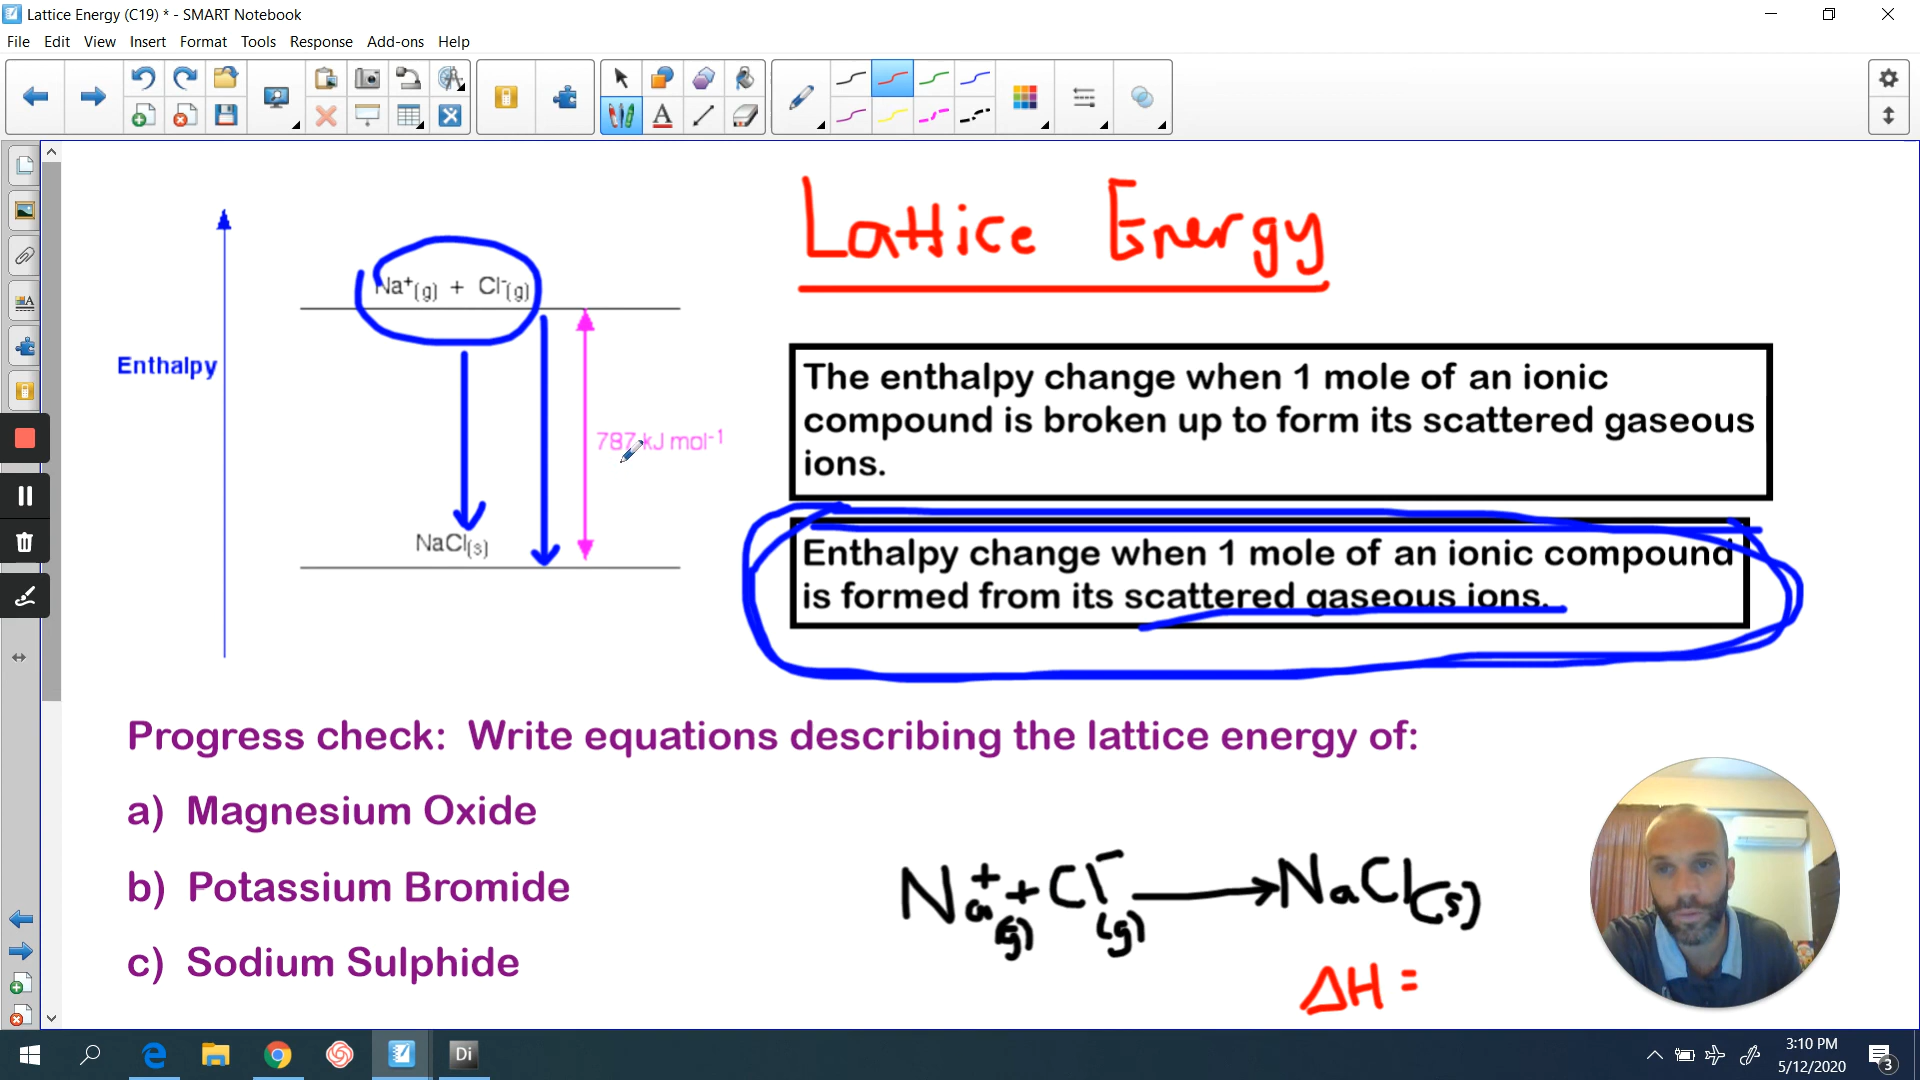 Lattice Energy (C19) * - SMART Notebook
File Edit View Insert Format Tools Response Add-ons Help
Lattice Energy
Na⁺(g) + Cl⁻(g)
Enthalpy
787 kJ mol⁻¹
NaCl(s)
The enthalpy change when 1 mole of an ionic
compound is broken up to form its scattered gaseous
ions.
Enthalpy change when 1 mole of an ionic compound
is formed from its scattered gaseous ions.
Progress check: Write equations describing the lattice energy of:
a) Magnesium Oxide
b) Potassium Bromide
c) Sodium Sulphide
Na⁺(g) + Cl⁻(g) → NaCl(s)
ΔH =
Di
3:10 PM
5/12/2020
3